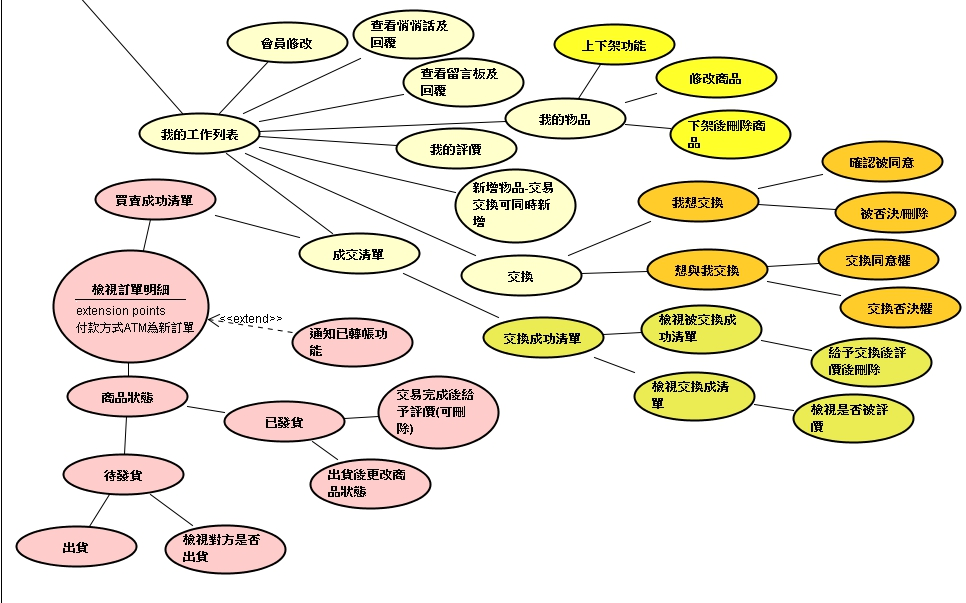 會員修改
查看悄悄話及
回覆
上下架功能
查看留言板及
回覆
修改商品
我的工作列表
我的物品
下架後刪除商
品
我的評價
確認被同意
買賣成功清單
新增物品-交易
交換可同時新
增
我想交換
被否決/刪除
成交清單
交換
想與我交換
交換同意權
檢視訂單明細
extension points
付款方式ATM為新訂單
<<extend>>
交換否決權
通知已轉帳功
能
交換成功清單
檢視被交換成
功清單
給予交換後評
價後刪除
商品狀態
交易完成後給
予評價(可刪
除)
檢視交換成清
單
檢視是否被評
價
已發貨
待發貨
出貨後更改商
品狀態
出貨
檢視對方是否
出貨